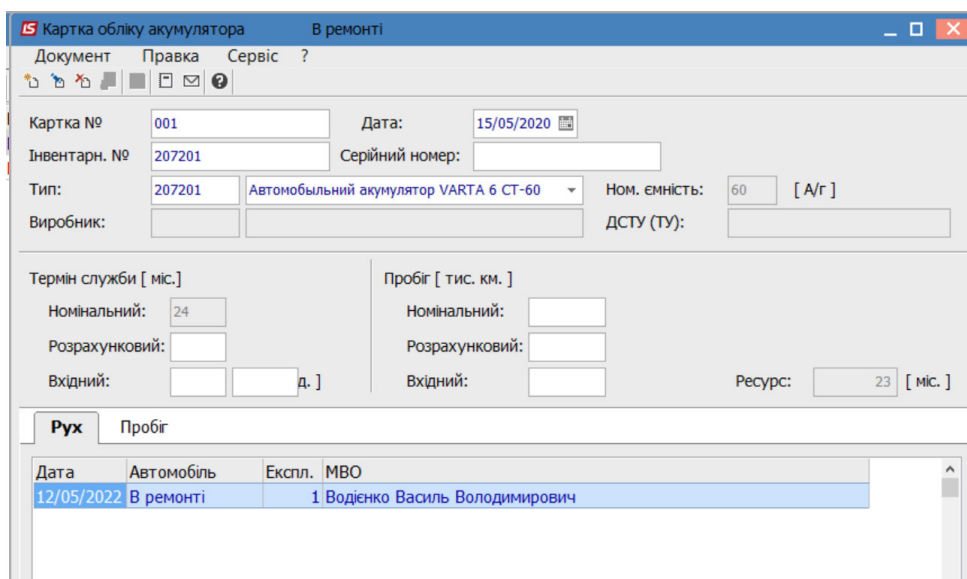 IS Картка обліку акумулятора В ремонті
Документ Правка Сервіс ?
Картка № 001 Дата: 15/05/2020
Інвентарн. № 207201 Серійний номер:
Тип: 207201 Автомобыльний акумулятор VARTA 6 СТ-60 Ном. ємність: 60 [ А/г ]
Виробник: ДСТУ (ТУ):
Термін служби [ міс.] Пробіг [ тис. км. ]
Номінальний: 24 Номінальний:
Розрахунковий: Розрахунковий:
Вхідний: д. ] Вхідний: Ресурс: 23 [ міс. ]
Рух Пробіг
Дата Автомобіль Експл. МВО
12/05/2022 В ремонті 1 Водієнко Василь Володимирович